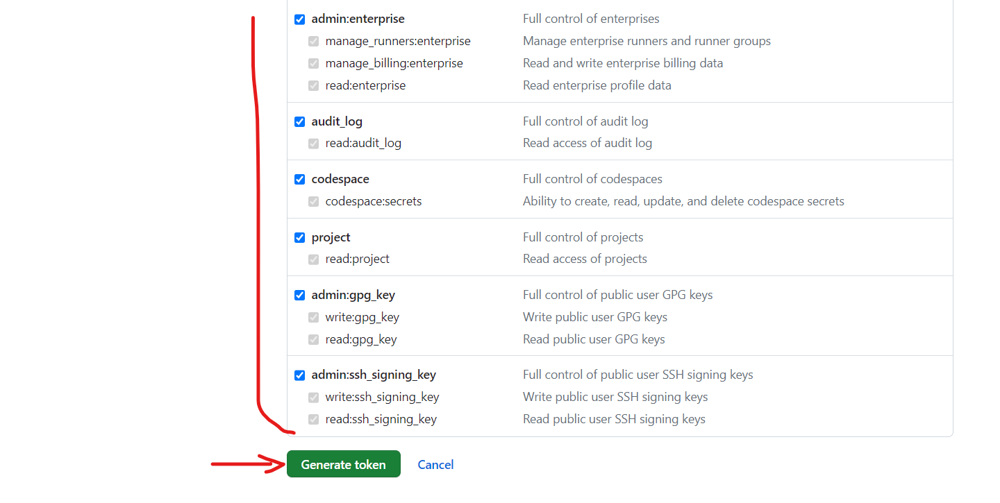 admin:enterprise Full control of enterprises
manage_runners:enterprise Manage enterprise runners and runner groups
manage_billing:enterprise Read and write enterprise billing data
read:enterprise Read enterprise profile data
audit_log Full control of audit log
read:audit_log Read access of audit log
codespace Full control of codespaces
codespace:secrets Ability to create, read, update, and delete codespace secrets
project Full control of projects
read:project Read access of projects
admin:gpg_key Full control of public user GPG keys
write:gpg_key Write public user GPG keys
read:gpg_key Read public user GPG keys
admin:ssh_signing_key Full control of public user SSH signing keys
write:ssh_signing_key Write public user SSH signing keys
read:ssh_signing_key Read public user SSH signing keys
Generate token Cancel